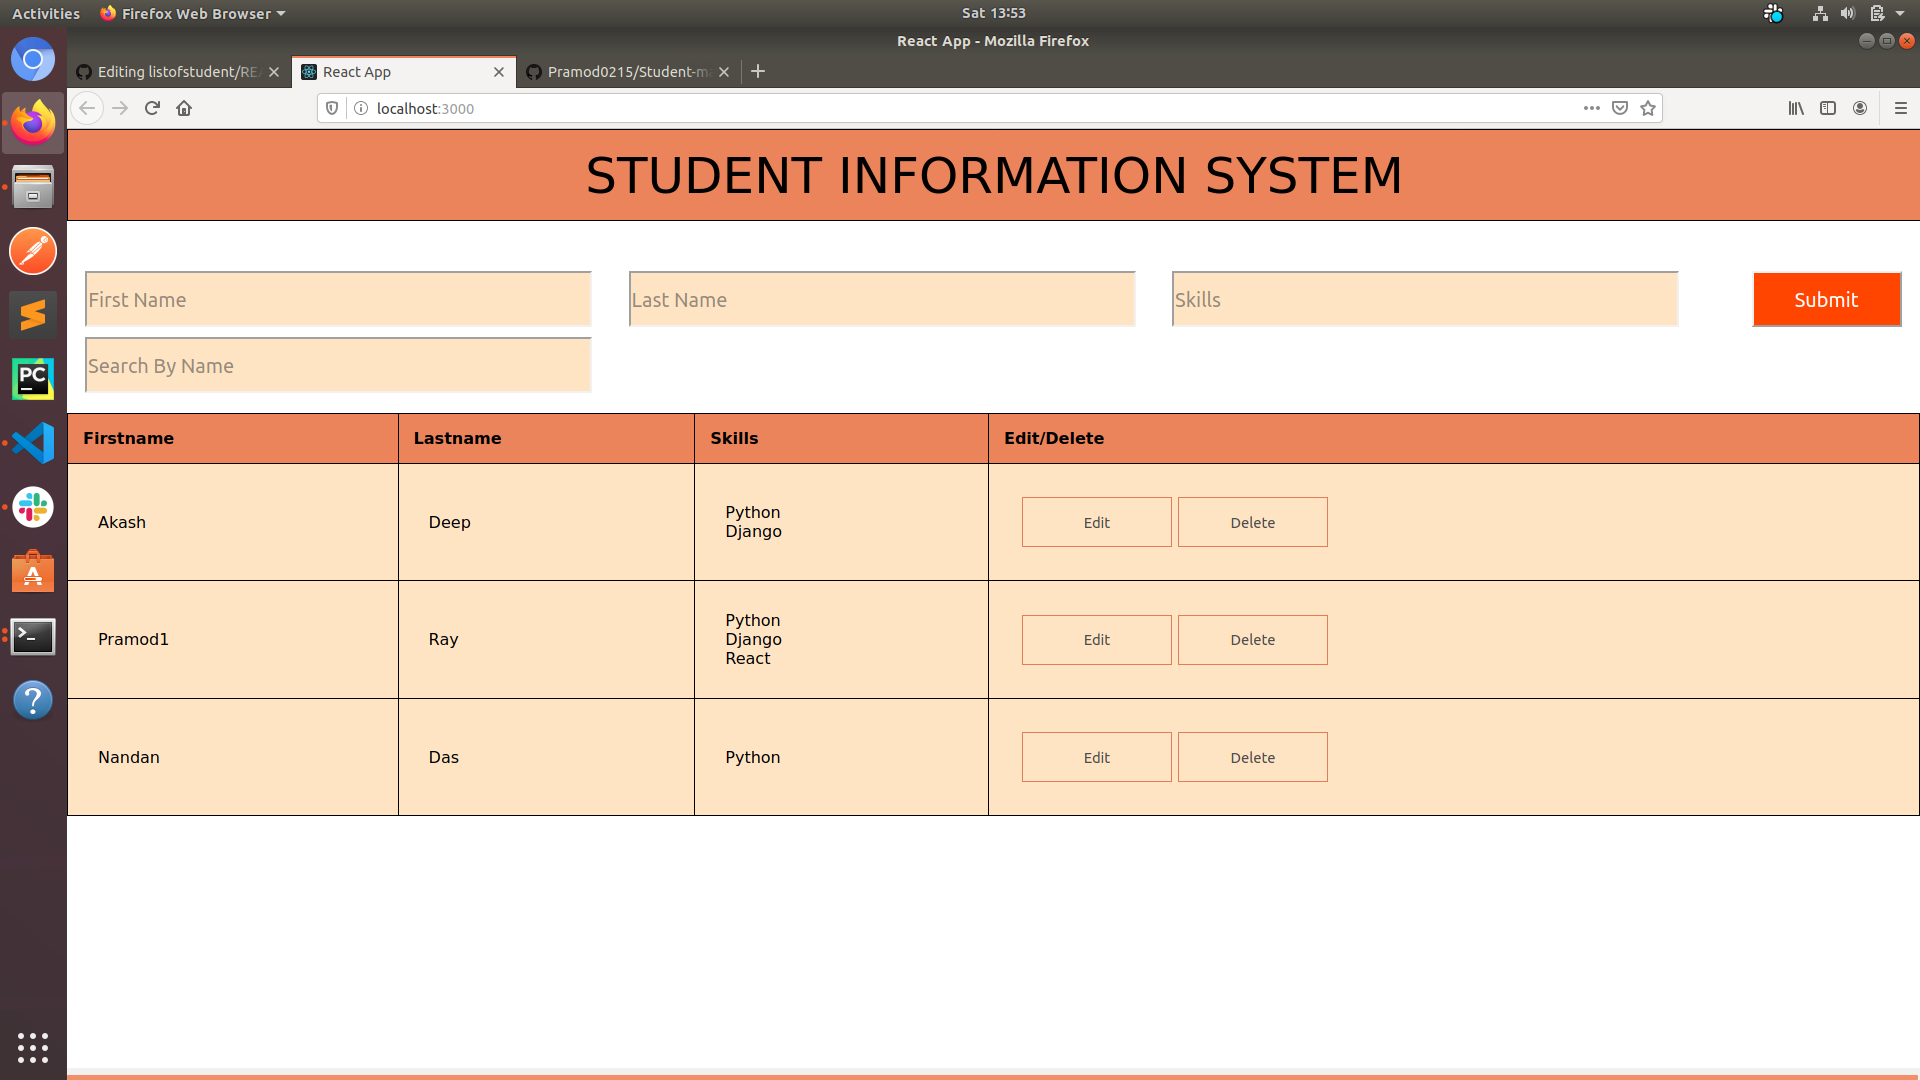 Activities Firefox Web Browser Sat 13:53
React App - Mozilla Firefox
Editing listofstudent/REA React App Pramod0215/Student-ma
localhost:3000
STUDENT INFORMATION SYSTEM
First Name Last Name Skills Submit
Search By Name
Firstname Lastname Skills Edit/Delete
Akash Deep Python
Django Edit Delete
Pramod1 Ray Python
Django
React Edit Delete
Nandan Das Python Edit Delete